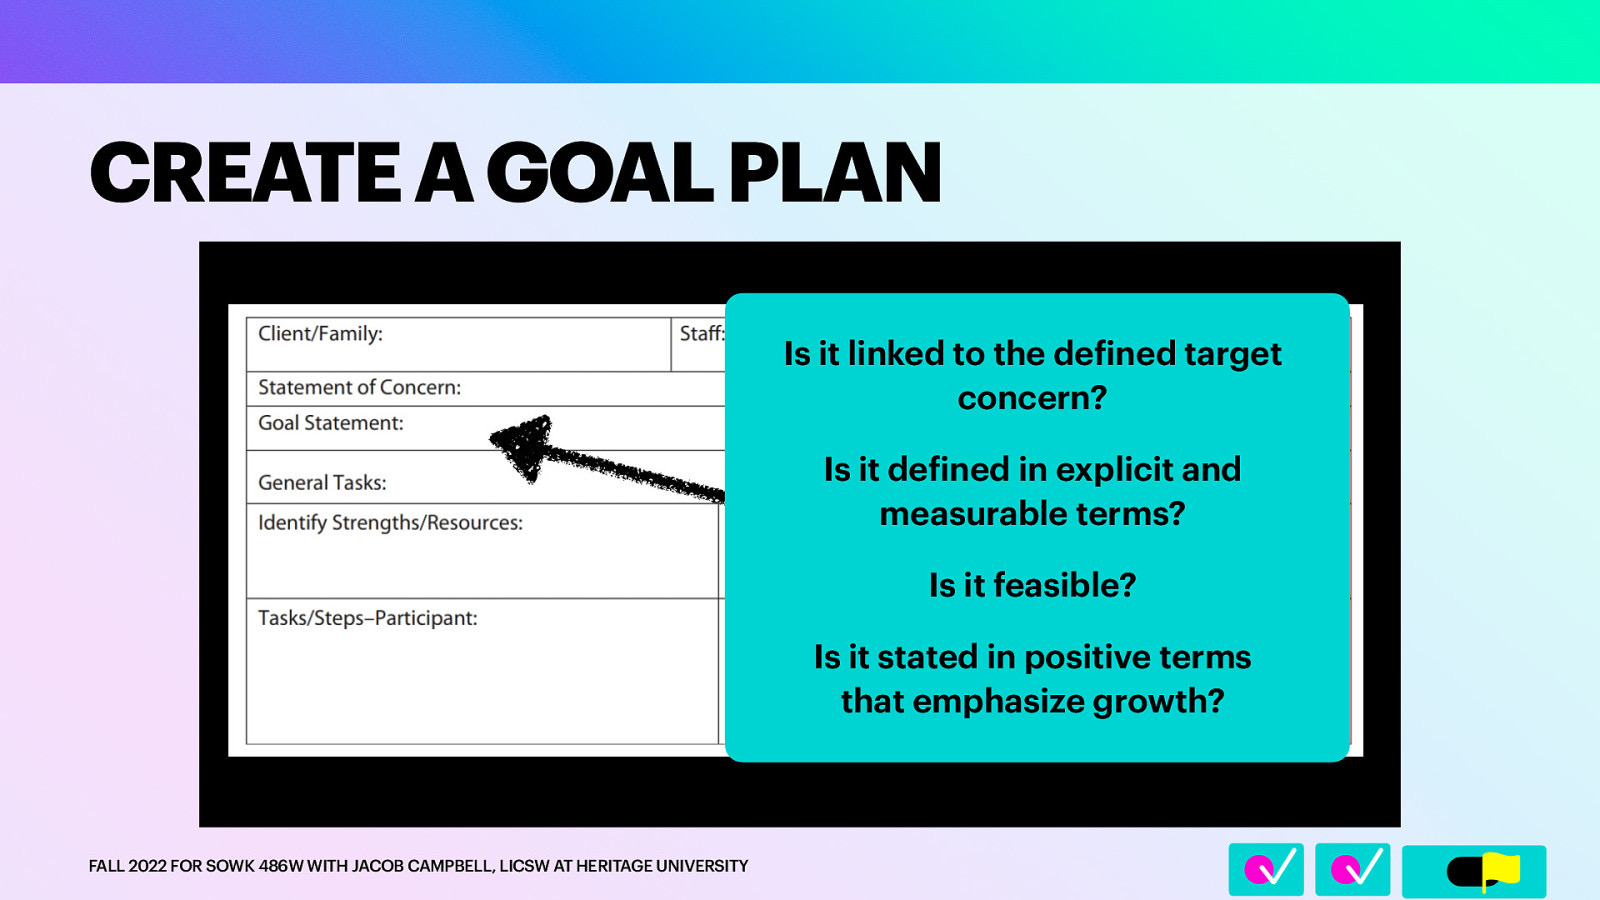 CREATE A GOAL PLAN
Client/Family:
Staff:
Statement of Concern:
Goal Statement:
General Tasks:
Identify Strengths/Resources:
Tasks/Steps–Participant:
Is it linked to the defined target
concern?
Is it defined in explicit and
measurable terms?
Is it feasible?
Is it stated in positive terms
that emphasize growth?
FALL 2022 FOR SOWK 486W WITH JACOB CAMPBELL, LICSW AT HERITAGE UNIVERSITY